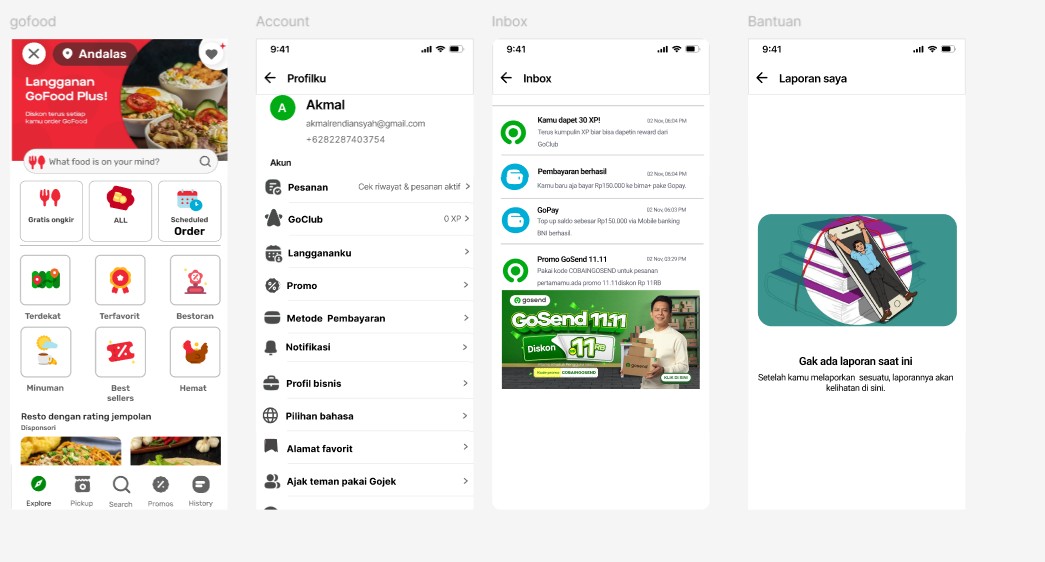 gofood
Andalas
Langganan
GoFood Plus!
Diskon terus setiap
kamu order GoFood
What food is on your mind?
Gratis ongkir
ALL
Scheduled
Order
Terdekat
Terfavorit
Bestoran
Minuman
Best
sellers
Hemat
Resto dengan rating jempolan
Disponsori
Explore
Pickup
Search
Promos
History
Account
9:41
Profilku
A
Akmal
akmalrendiansyah@gmail.com
+6282287403754
Akun
Pesanan Cek riwayat & pesanan aktif
GoClub 0 XP
Langgananku
Promo
Metode Pembayaran
Notifikasi
Profil bisnis
Pilihan bahasa
Alamat favorit
Ajak teman pakai Gojek
Inbox
9:41
Inbox
Kamu dapet 30 XP! 02 Nov, 06:04 PM
Terus kumpulin XP biar bisa dapetin reward dari
GoClub
Pembayaran berhasil 02 Nov, 06:04 PM
Kamu baru aja bayar Rp150.000 ke bima+ pake Gopay.
GoPay 02 Nov, 06:03 PM
Top up saldo sebesar Rp150.000 via Mobile banking
BNI berhasil.
Promo GoSend 11.11 02 Nov, 03:29 PM
Pakai kode COBAINGOSEND untuk pesanan
pertamamu.ada promo 11.11diskon Rp 11RB
gosend
GoSend 11.11
Diskon 11RB
COBAINGOSEND
KLIK DI SINI
gosend
Bantuan
9:41
Laporan saya
Gak ada laporan saat ini
Setelah kamu melaporkan sesuatu, laporannya akan
kelihatan di sini.